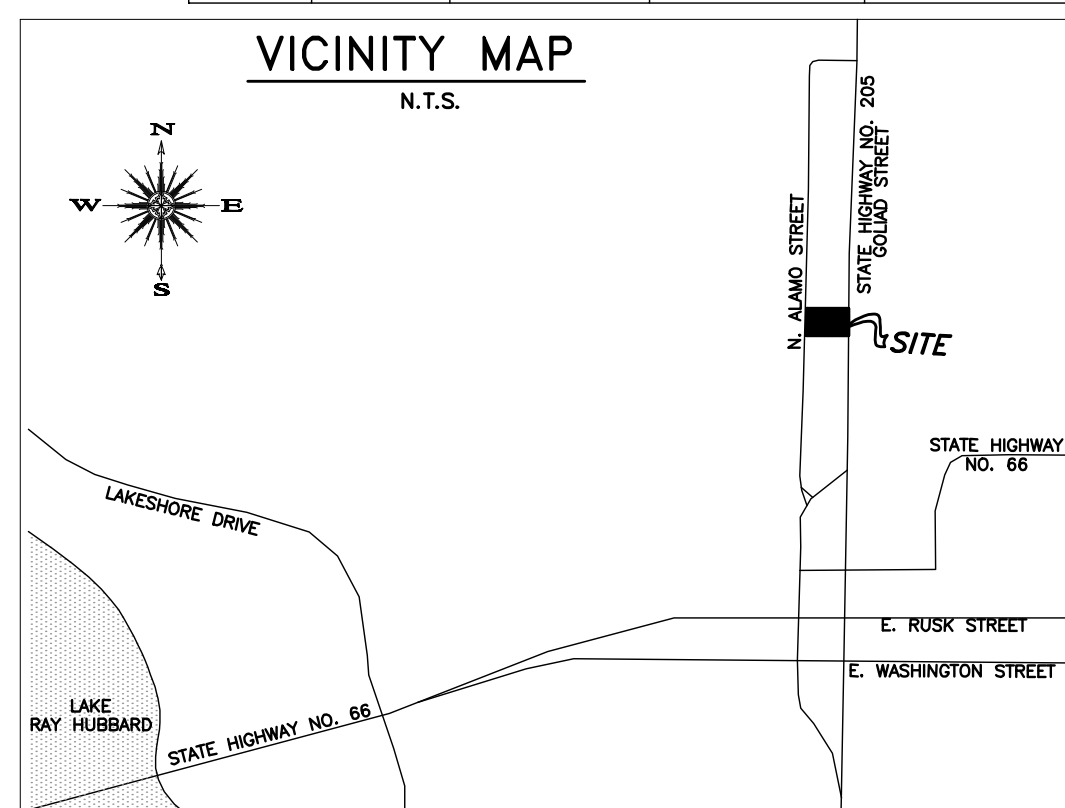 VICINITY MAP
N.T.S.
N
W
E
S
N. ALAMO STREET
STATE HIGHWAY NO. 205
GOLIAD STREET
SITE
STATE HIGHWAY
NO. 66
LAKESHORE DRIVE
E. RUSK STREET
E. WASHINGTON STREET
LAKE
RAY HUBBARD
STATE HIGHWAY NO. 66